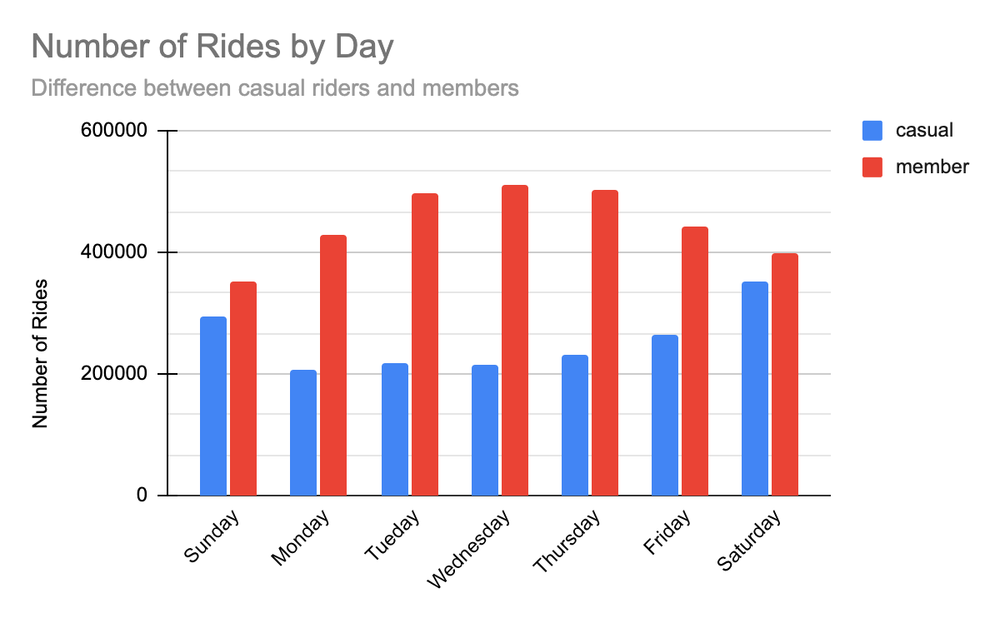 Number of Rides by Day
Difference between casual riders and members
600000
400000
200000
0
Number of Rides
casual
member
Sunday
Monday
Tueday
Wednesday
Thursday
Friday
Saturday